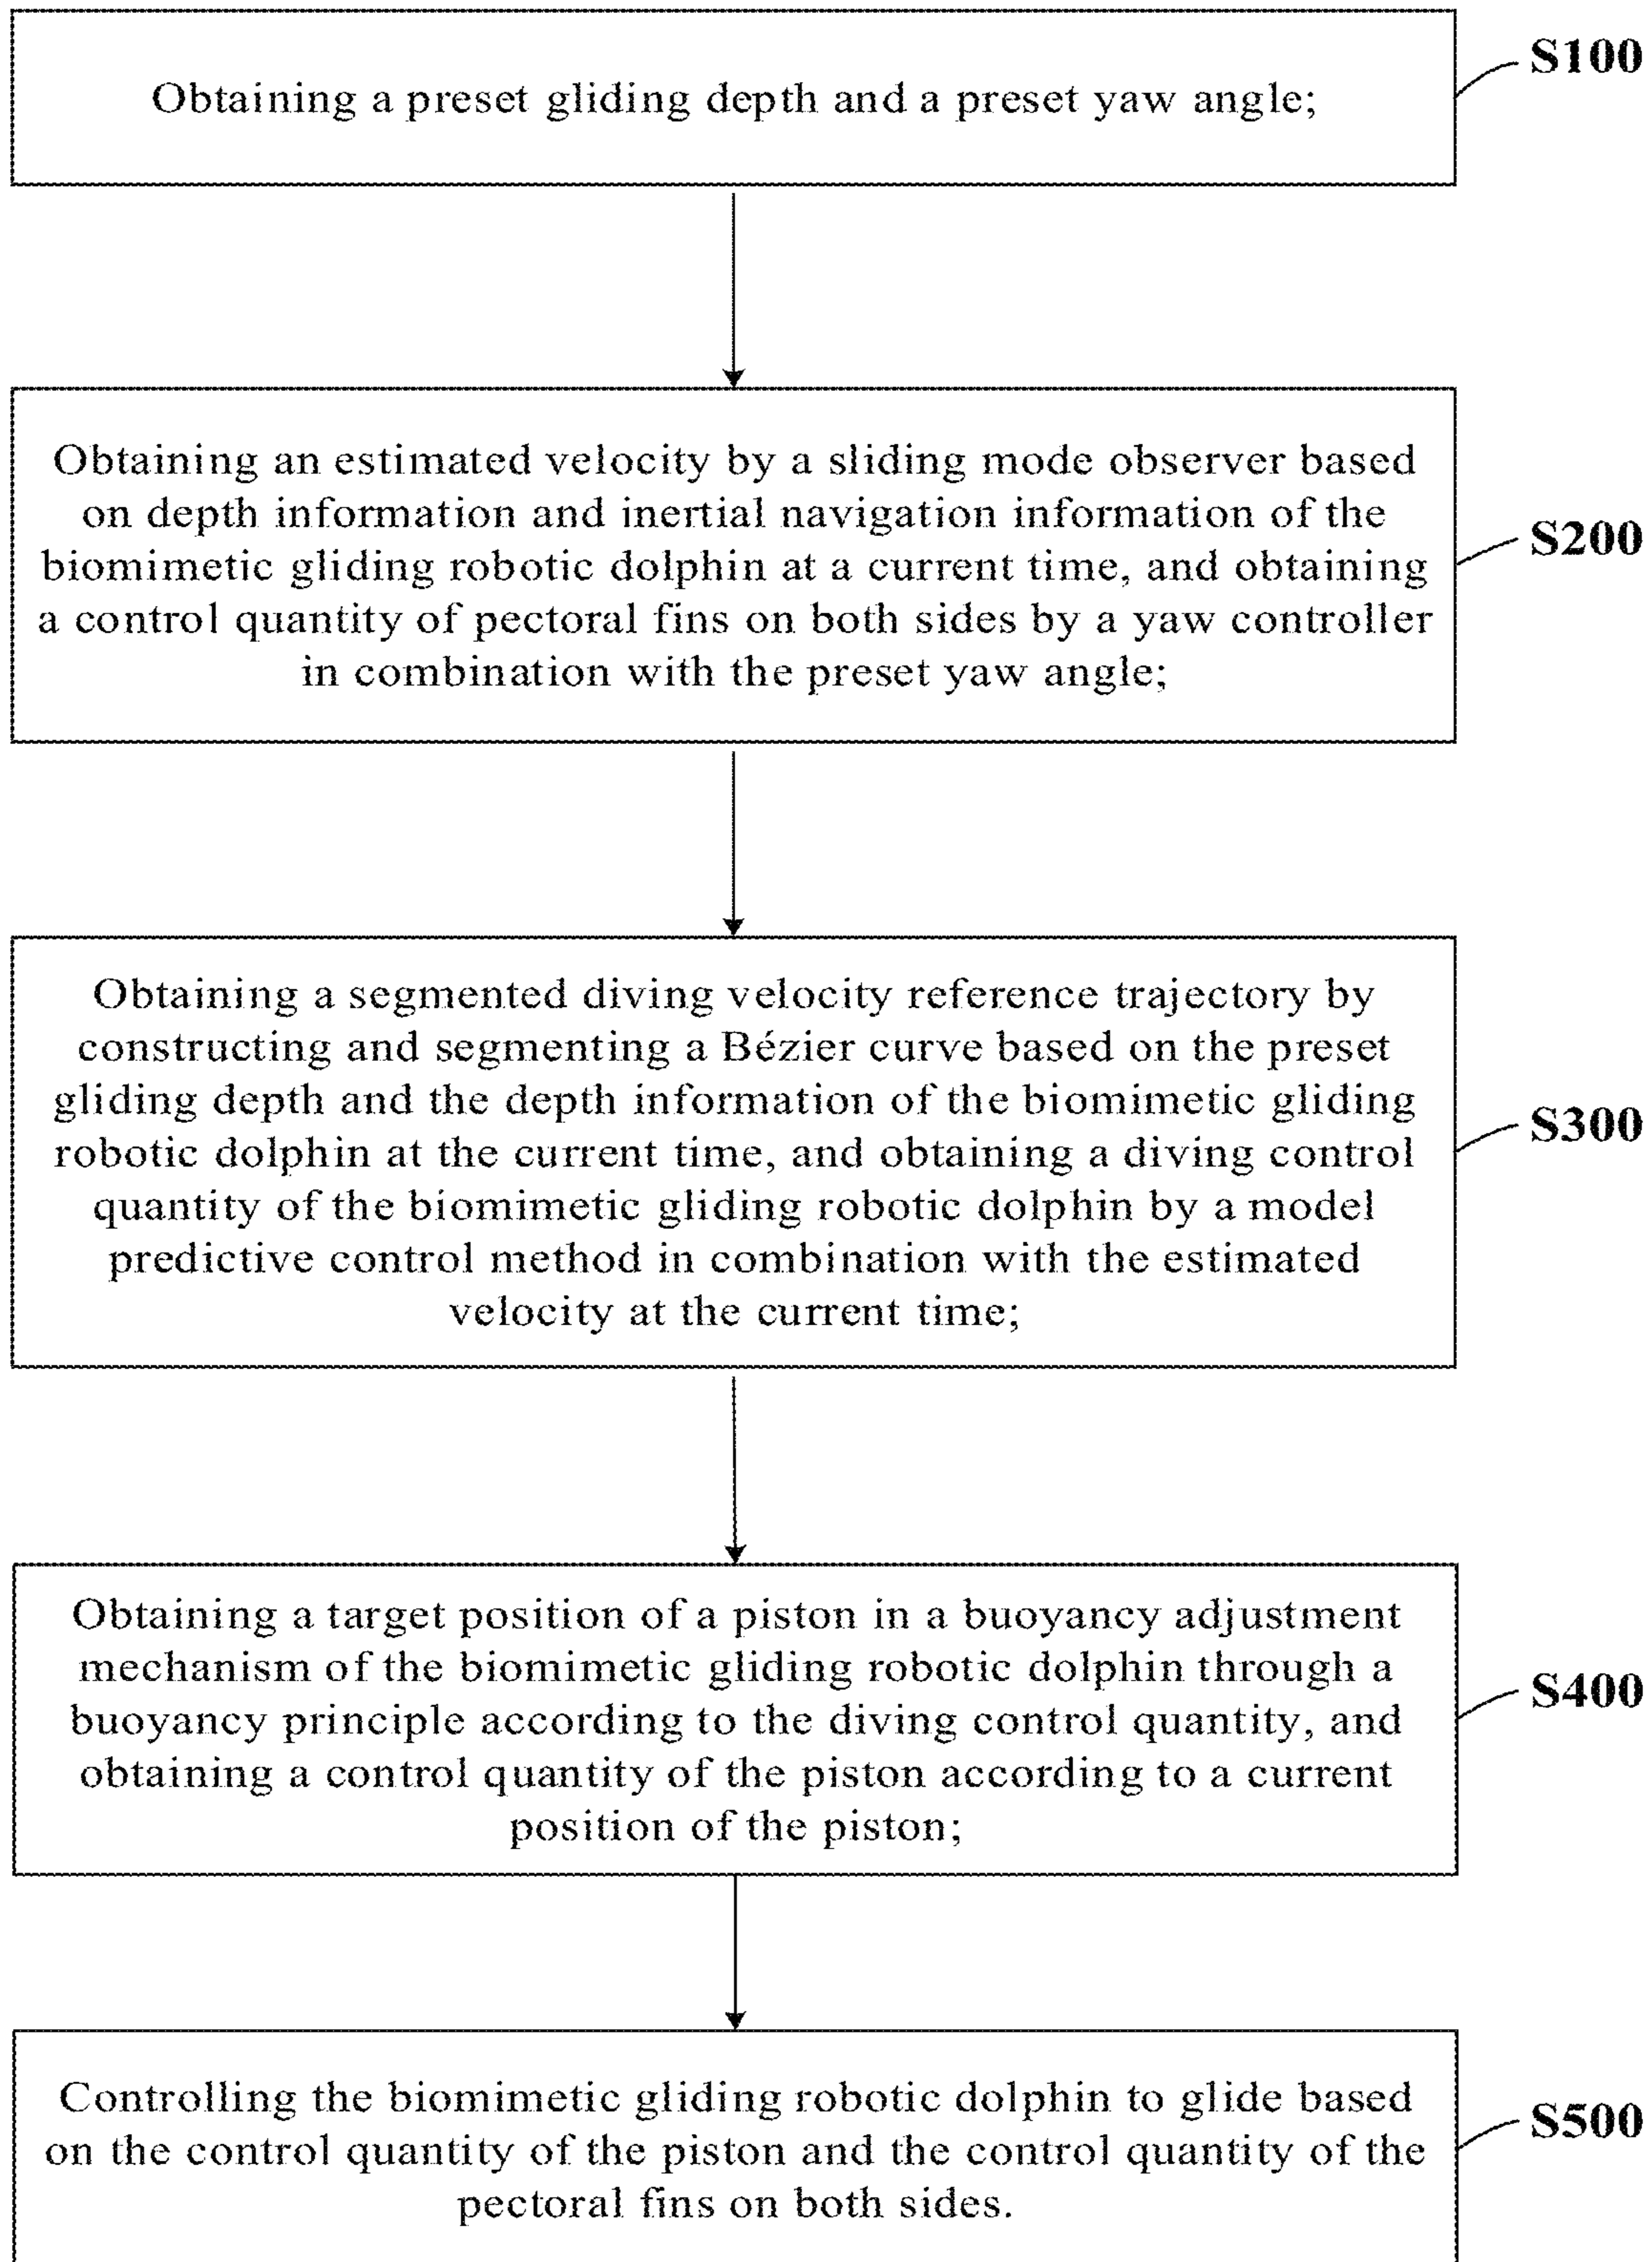 Obtaining a preset gliding depth and a preset yaw angle;
S100
Obtaining an estimated velocity by a sliding mode observer based
on depth information and inertial navigation information of the
biomimetic gliding robotic dolphin at a current time, and obtaining
a control quantity of pectoral fins on both sides by a yaw controller
in combination with the preset yaw angle;
S200
Obtaining a segmented diving velocity reference trajectory by
constructing and segmenting a Bézier curve based on the preset
gliding depth and the depth information of the biomimetic gliding
robotic dolphin at the current time, and obtaining a diving control
quantity of the biomimetic gliding robotic dolphin by a model
predictive control method in combination with the estimated
velocity at the current time;
S300
Obtaining a target position of a piston in a buoyancy adjustment
mechanism of the biomimetic gliding robotic dolphin through a
buoyancy principle according to the diving control quantity, and
obtaining a control quantity of the piston according to a current
position of the piston;
S400
Controlling the biomimetic gliding robotic dolphin to glide based
on the control quantity of the piston and the control quantity of the
pectoral fins on both sides.
S500